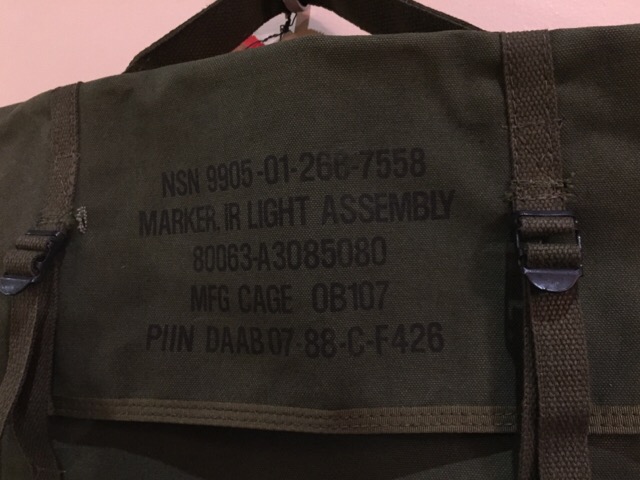 NSN 9905-01-266-7558
MARKER, IR LIGHT ASSEMBLY
80063-A3085080
MFG CAGE 0B107
PIIN DAAB07-88-C-F426